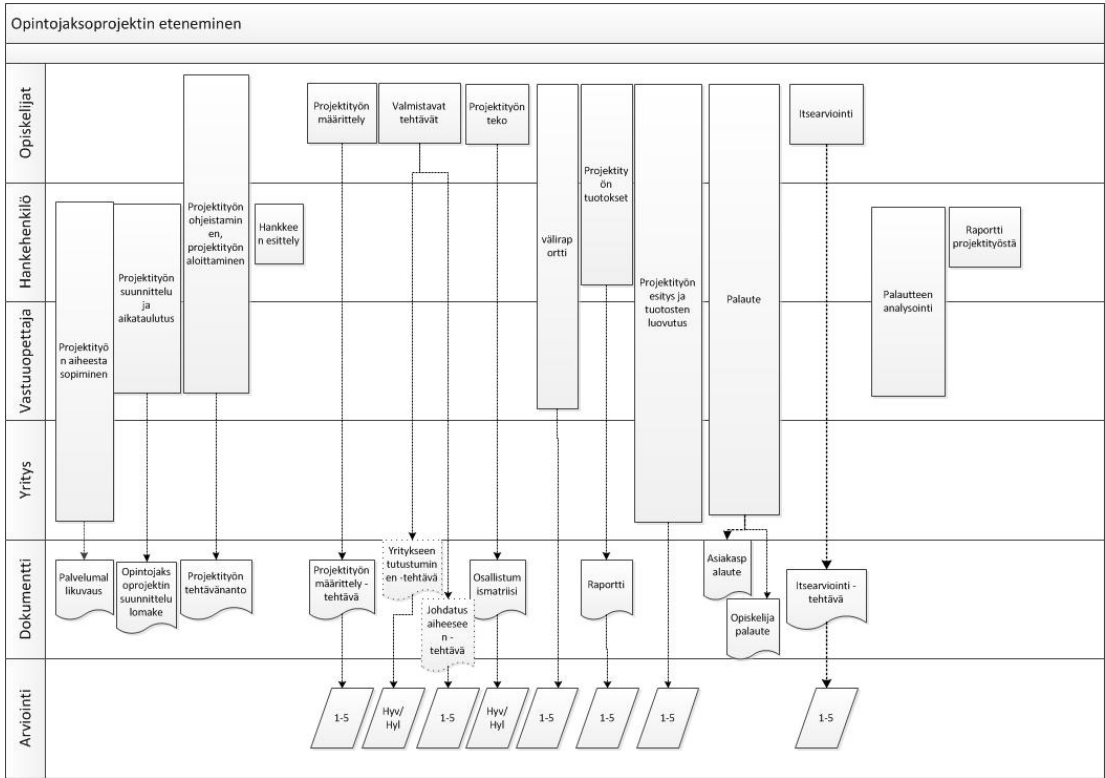 Opintojaksoprojektin eteneminen
Opiskelijat
Projektityön
määrittely
Valmistavat
tehtävät
Projektityön
teko
Itsearviointi
Projektityön
ohjeistamin
en,
projektityön
aloittaminen
Projektity
ön
tuotokset
Hankehenkilö
Hankkee
n esittely
Projektityön
suunnittelu
ja
aikataulutus
välirap
ortti
Projektityön
esitys ja
tuotosten
luovutus
Palaute
Palautteen
analysointi
Raportti
projektityöstä
Vastuuopettaja
Projektityö
n aiheesta
sopiminen
Yritys
Dokumentti
Palvelumal
likuvaus
Opintojaks
oprojektin
suunnittelu
lomake
Projektityön
tehtävänanto
Projektityön
määrittely -
tehtävä
Yritykseen
tutustumin
en -tehtävä
Johdatus
aiheesee
n -
tehtävä
Osallistum
ismatriisi
Raportti
Asiakasp
alaute
Opiskelija
palaute
Itsearviointi -
tehtävä
Arviointi
1-5
Hyv/
Hyl
1-5
Hyv/
Hyl
1-5
1-5
1-5
1-5